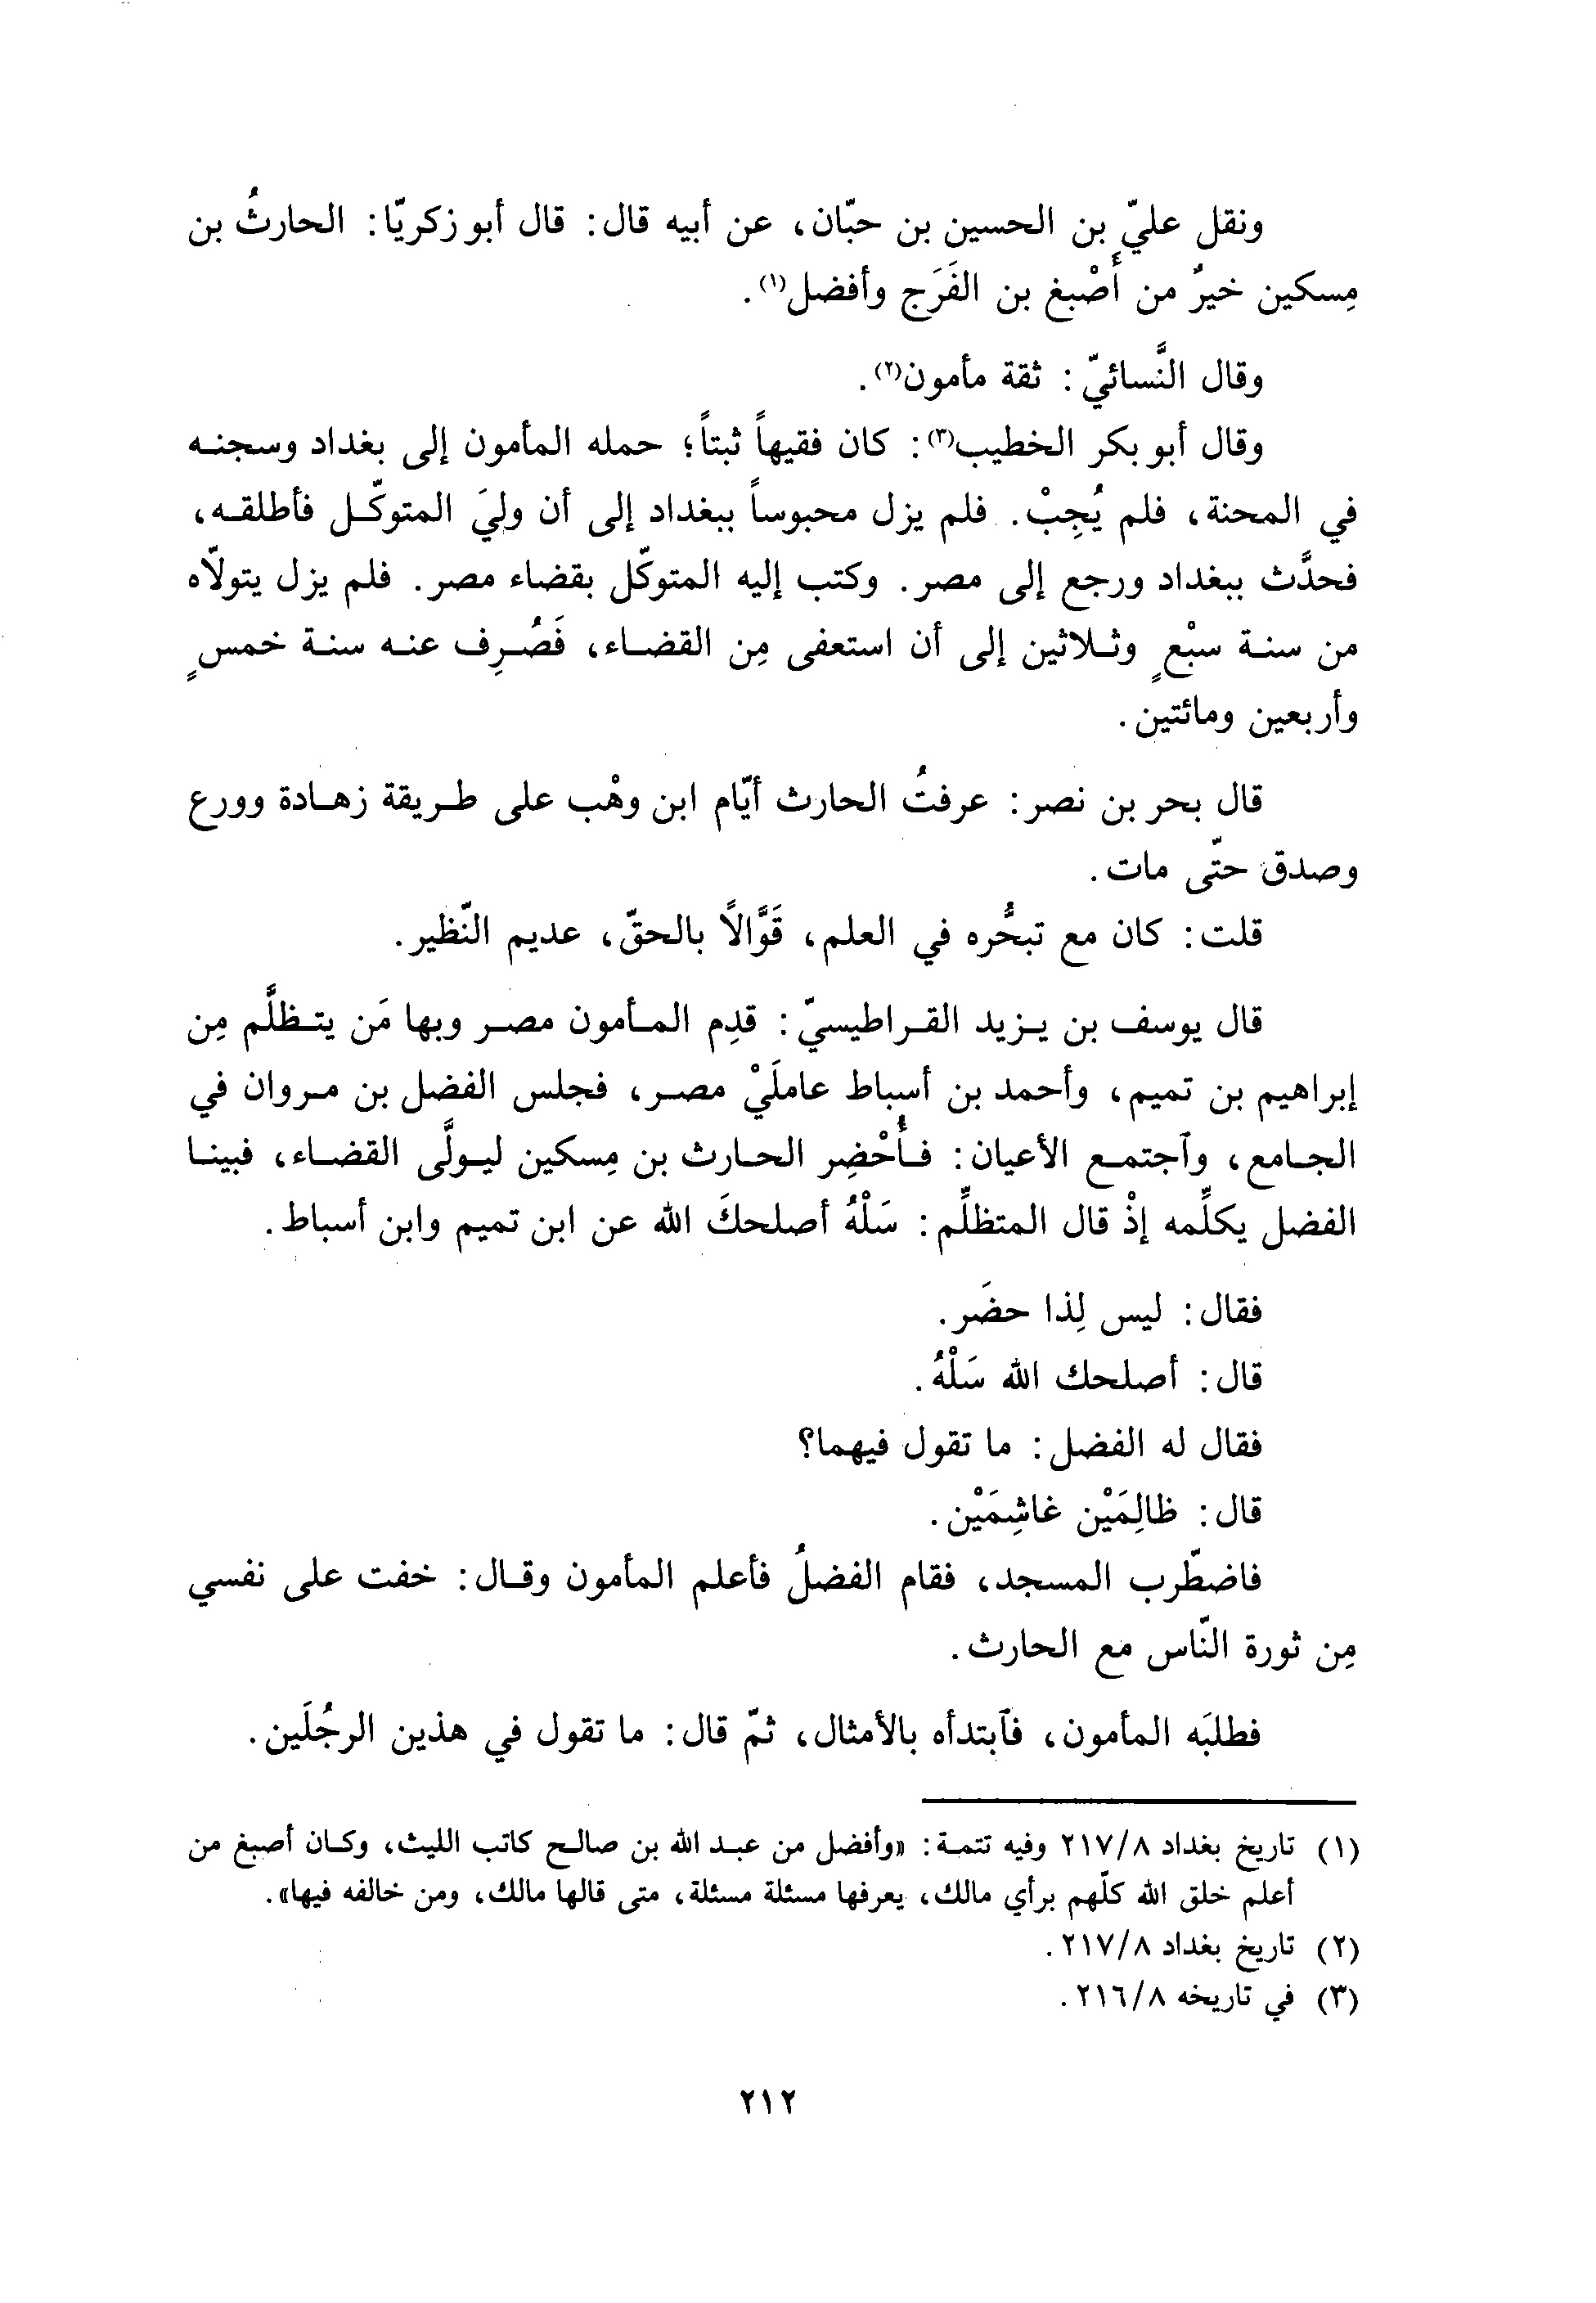 ونقل عليّ بن الحسين بن حبّان، عن أبيه قال: قال أبو زكريّا: الحارثُ بن
مِسكين خيرٌ من أَصْبغ بن الفَرَج وأفضل(١).
وقال النَّسائيّ: ثقة مأمون(٢).
وقال أبو بكر الخطيب(٣): كان فقيهاً ثبتاً؛ حمله المأمون إلى بغداد وسجنه
في المحنة، فلم يُجِبْ. فلم يزل محبوساً ببغداد إلى أن وليَ المتوكّل فأطلقه،
فحدَّث ببغداد ورجع إلى مصر. وكتب إليه المتوكّل بقضاء مصر. فلم يزل يتولاّه
من سنة سبْعٍ وثلاثين إلى أن استعفى مِن القضاء، فَصُرِف عنه سنة خمسٍ
وأربعين ومائتين.
قال بحر بن نصر: عرفتُ الحارث أيّام ابن وهْب على طريقة زهادة وورع
وصدق حتّى مات.
قلت: كان مع تبحُّره في العلم، قَوَّالاً بالحقّ، عديم النّظير.
قال يوسف بن يزيد القراطيسيّ: قدِم المأمون مصر وبها مَن يتظلَّم مِن
إبراهيم بن تميم، وأحمد بن أسباط عاملَيْ مصر، فجلس الفضل بن مروان في
الجامع، وآجتمع الأعيان: فأُحْضِر الحارث بن مِسكين ليولَّى القضاء، فبينا
الفضل يكلِّمه إذْ قال المتظلِّم: سَلْهُ أصلحكَ الله عن ابن تميم وابن أسباط.
فقال: ليس لِذا حضَر.
قال: أصلحك الله سَلْهُ.
فقال له الفضل: ما تقول فيهما؟
قال: ظالِمَيْن غاشِمَيْن.
فاضطّرب المسجد، فقام الفضلُ فأعلم المأمون وقال: خفت على نفسي
مِن ثورة النّاس مع الحارث.
فطلبَه المأمون، فآبتدأه بالأمثال، ثمّ قال: ما تقول في هذين الرجُلَين.
(١) تاريخ بغداد ٢١٧/٨ وفيه تتمة: «وأفضل من عبد الله بن صالح كاتب الليث، وكان أصبغ من
أعلم خلق الله كلّهم برأي مالك، يعرفها مسئلة مسئلة، متى قالها مالك، ومن خالفه فيها».
(٢) تاريخ بغداد ٢١٧/٨.
(٣) في تاريخه ٢١٦/٨.
٢١٢